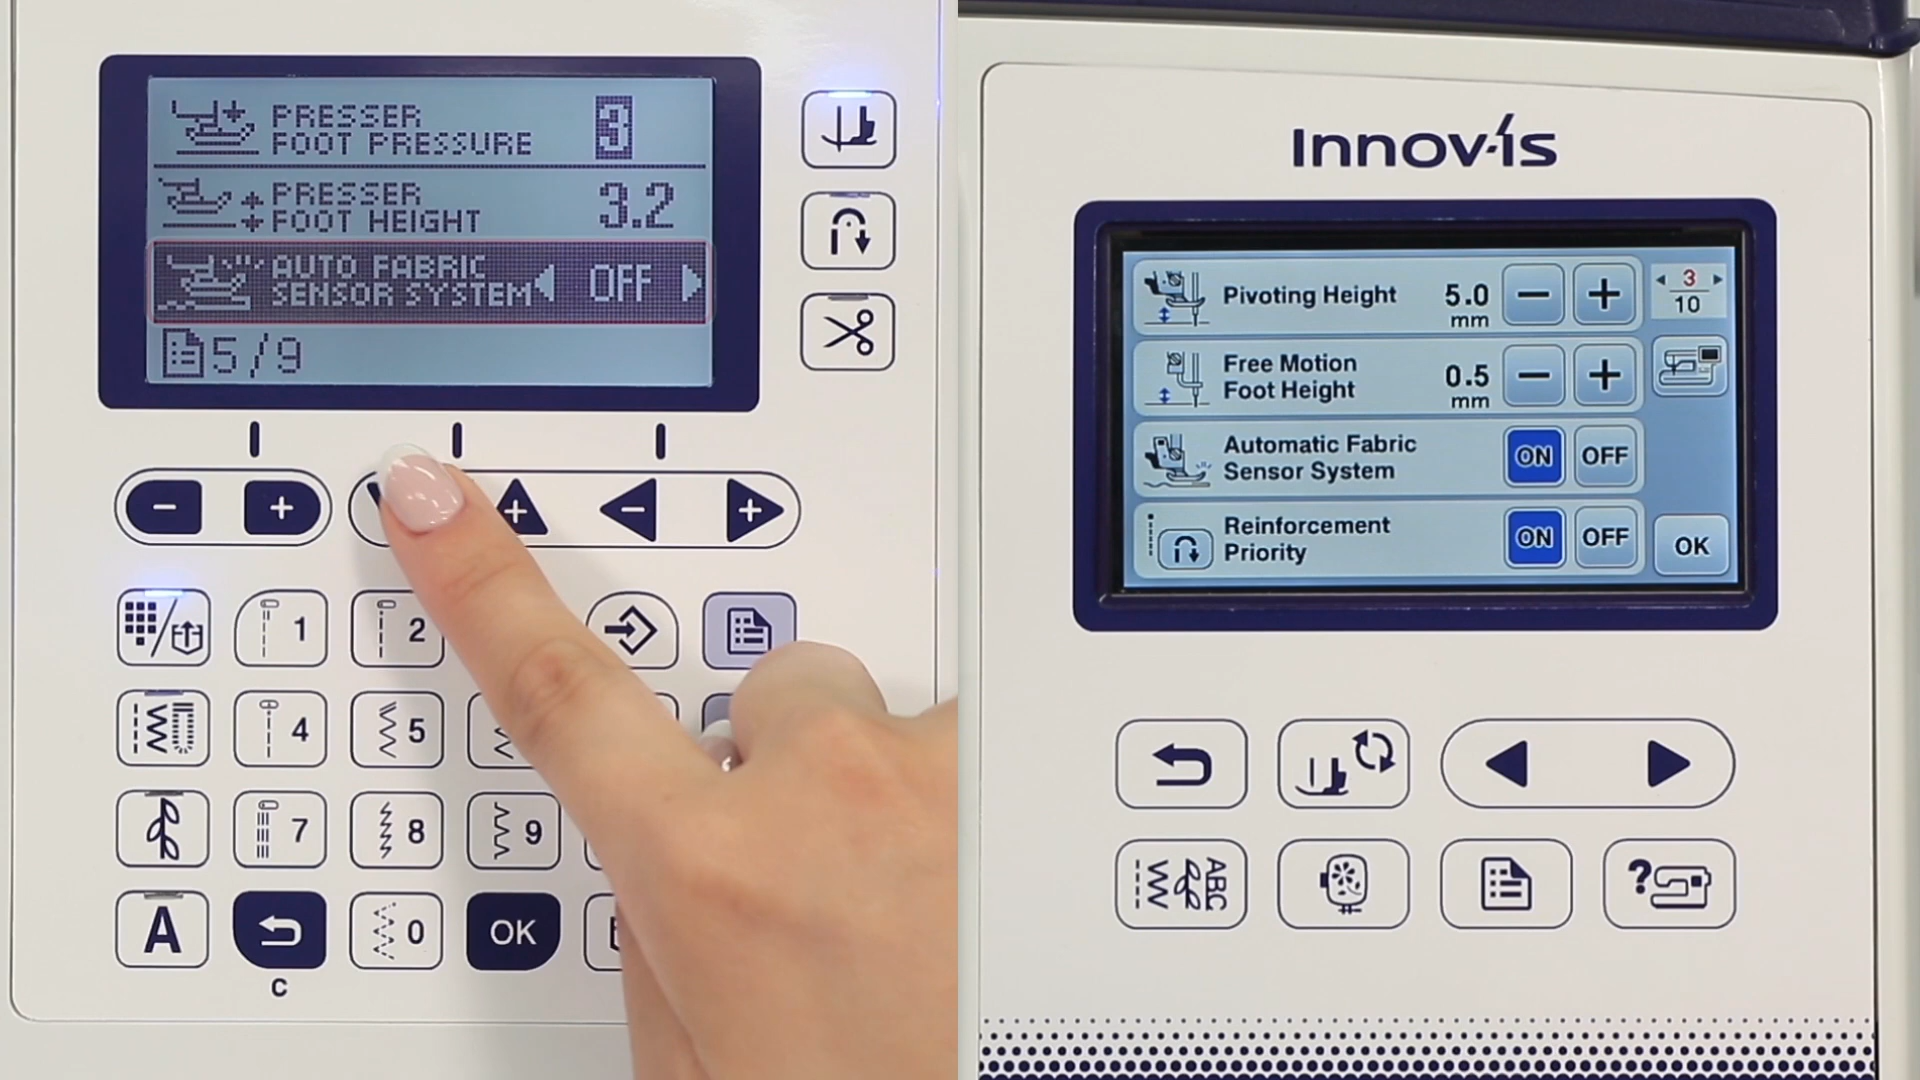 PRESSER
FOOT PRESSURE 3
PRESSER
FOOT HEIGHT 3.2
AUTO FABRIC
SENSOR SYSTEM OFF
5/9
- + + - +
1 2
4 5
7 8 9
A 0 OK
C
Innov-ís
Pivoting Height 5.0 mm - +
3
10
Free Motion
Foot Height 0.5 mm - +
Automatic Fabric
Sensor System ON OFF
Reinforcement
Priority ON OFF
OK
ABC
?